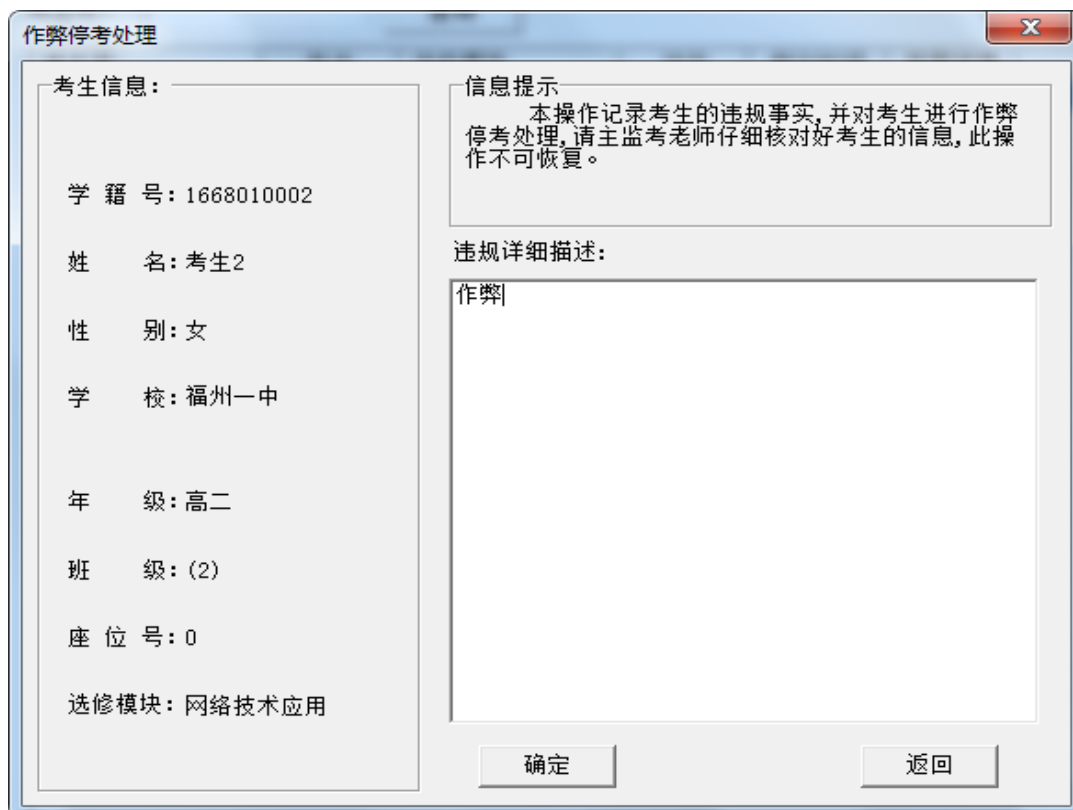 作弊停考处理
考生信息：
学 籍 号：1668010002
姓 名：考生2
性 别：女
学 校：福州一中
年 级：高二
班 级：(2)
座 位 号：0
选修模块：网络技术应用
信息提示
本操作记录考生的违规事实,并对考生进行作弊
停考处理,请主监考老师仔细核对好考生的信息,此操
作不可恢复。
违规详细描述：
作弊
确定
返回